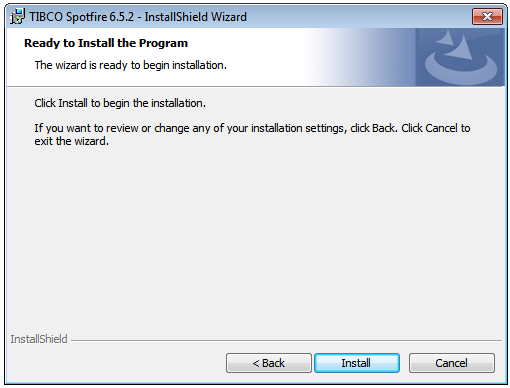 TIBCO Spotfire 6.5.2 - InstallShield Wizard
Ready to Install the Program
The wizard is ready to begin installation.
Click Install to begin the installation.
If you want to review or change any of your installation settings, click Back. Click Cancel to
exit the wizard.
InstallShield
< Back
Install
Cancel